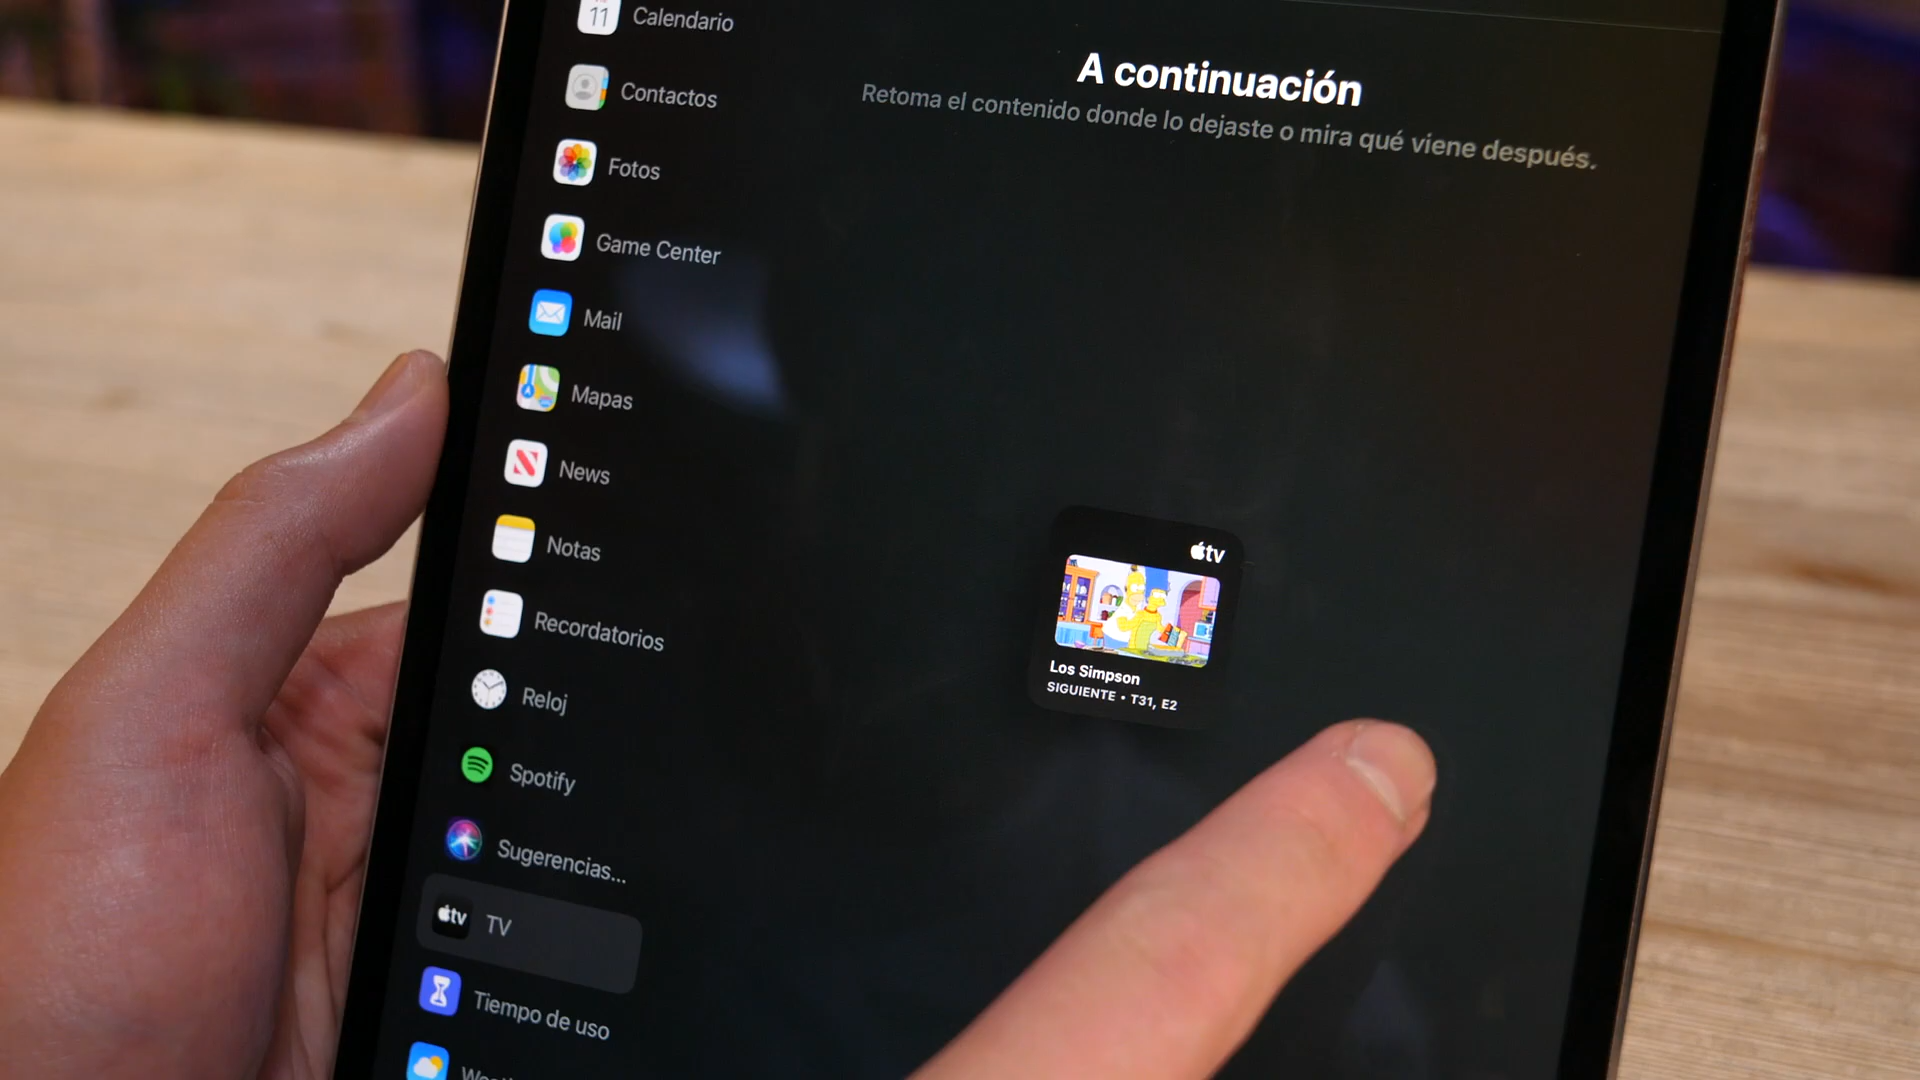 11
Calendario
Contactos
Fotos
Game Center
Mail
Mapas
News
Notas
Recordatorios
Reloj
Spotify
Sugerencias...
tv
TV
Tiempo de uso
A continuación
Retoma el contenido donde lo dejaste o mira qué viene después.
tv
Los Simpson
SIGUIENTE • T31, E2